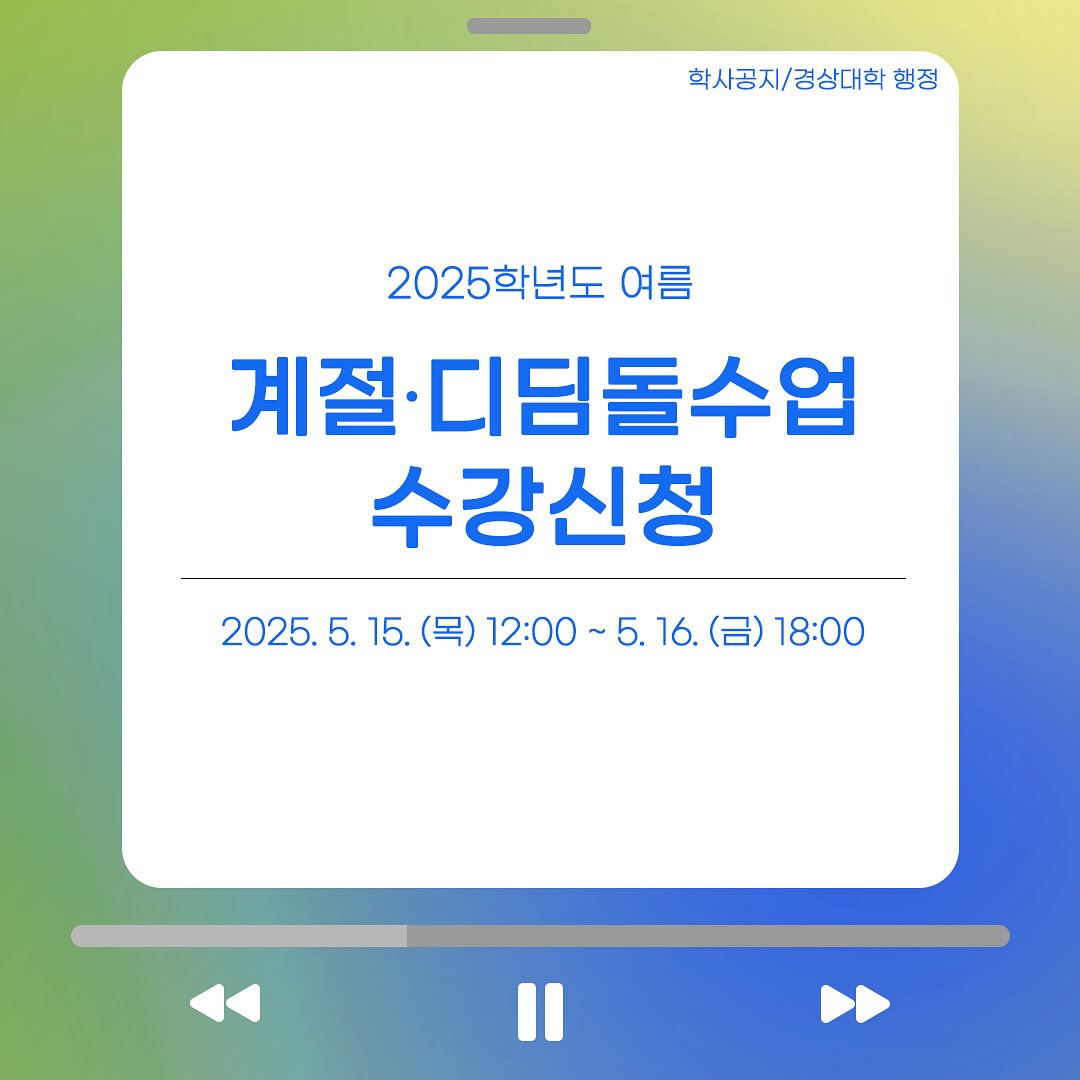 학사공지/경상대학 행정
2025학년도 여름
계절·디딤돌수업
수강신청
2025. 5. 15. (목) 12:00 ~ 5. 16. (금) 18:00